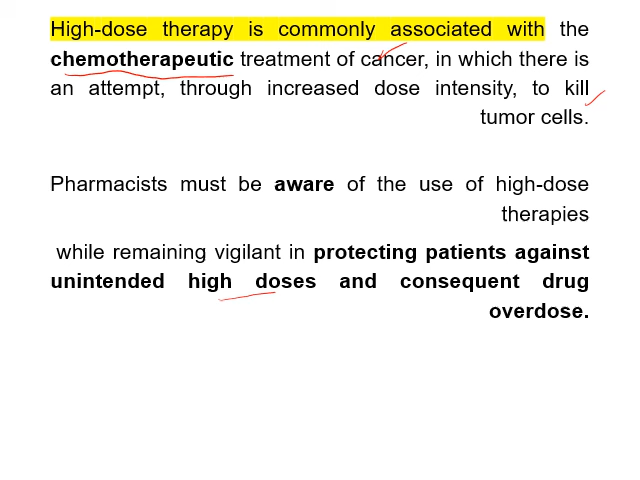 High-dose therapy is commonly associated with the
chemotherapeutic treatment of cancer, in which there is
an attempt, through increased dose intensity, to kill
tumor cells.
Pharmacists must be aware of the use of high-dose
therapies
while remaining vigilant in protecting patients against
unintended high doses and consequent drug
overdose.